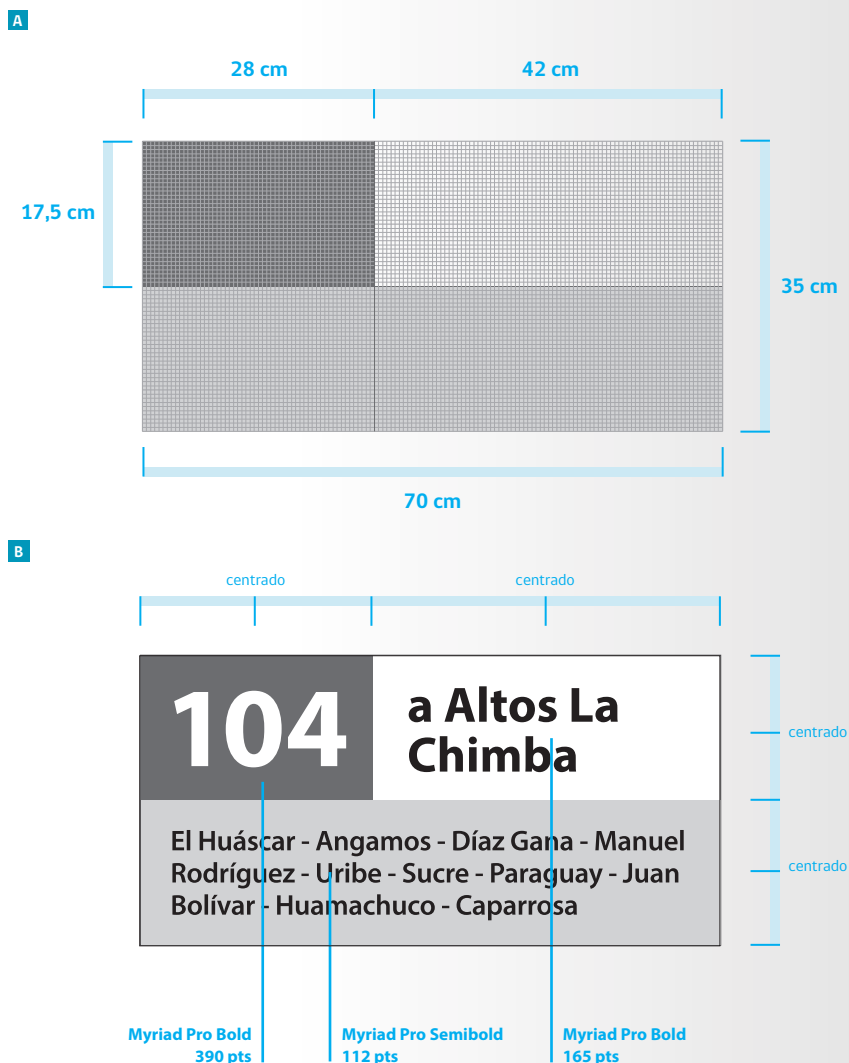 A
28 cm
42 cm
17,5 cm
35 cm
70 cm
B
centrado
centrado
104
a Altos La
Chimba
centrado
El Huáscar - Angamos - Díaz Gana - Manuel
Rodríguez - Uribe - Sucre - Paraguay - Juan
Bolívar - Huamachuco - Caparrosa
centrado
Myriad Pro Bold
390 pts
Myriad Pro Semibold
112 pts
Myriad Pro Bold
165 pts